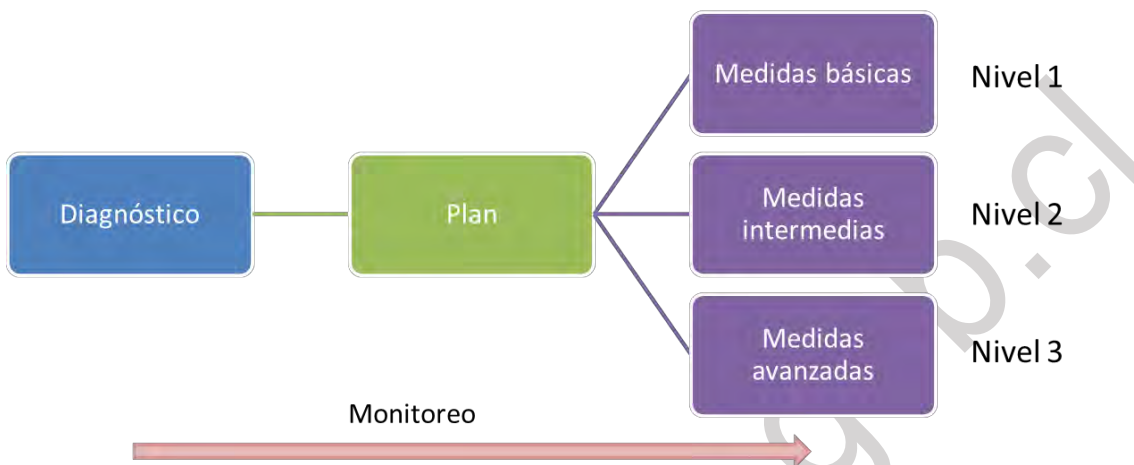 Medidas básicas
Nivel 1
Diagnóstico
Plan
Medidas
intermedias
Nivel 2
Medidas
avanzadas
Nivel 3
Monitoreo